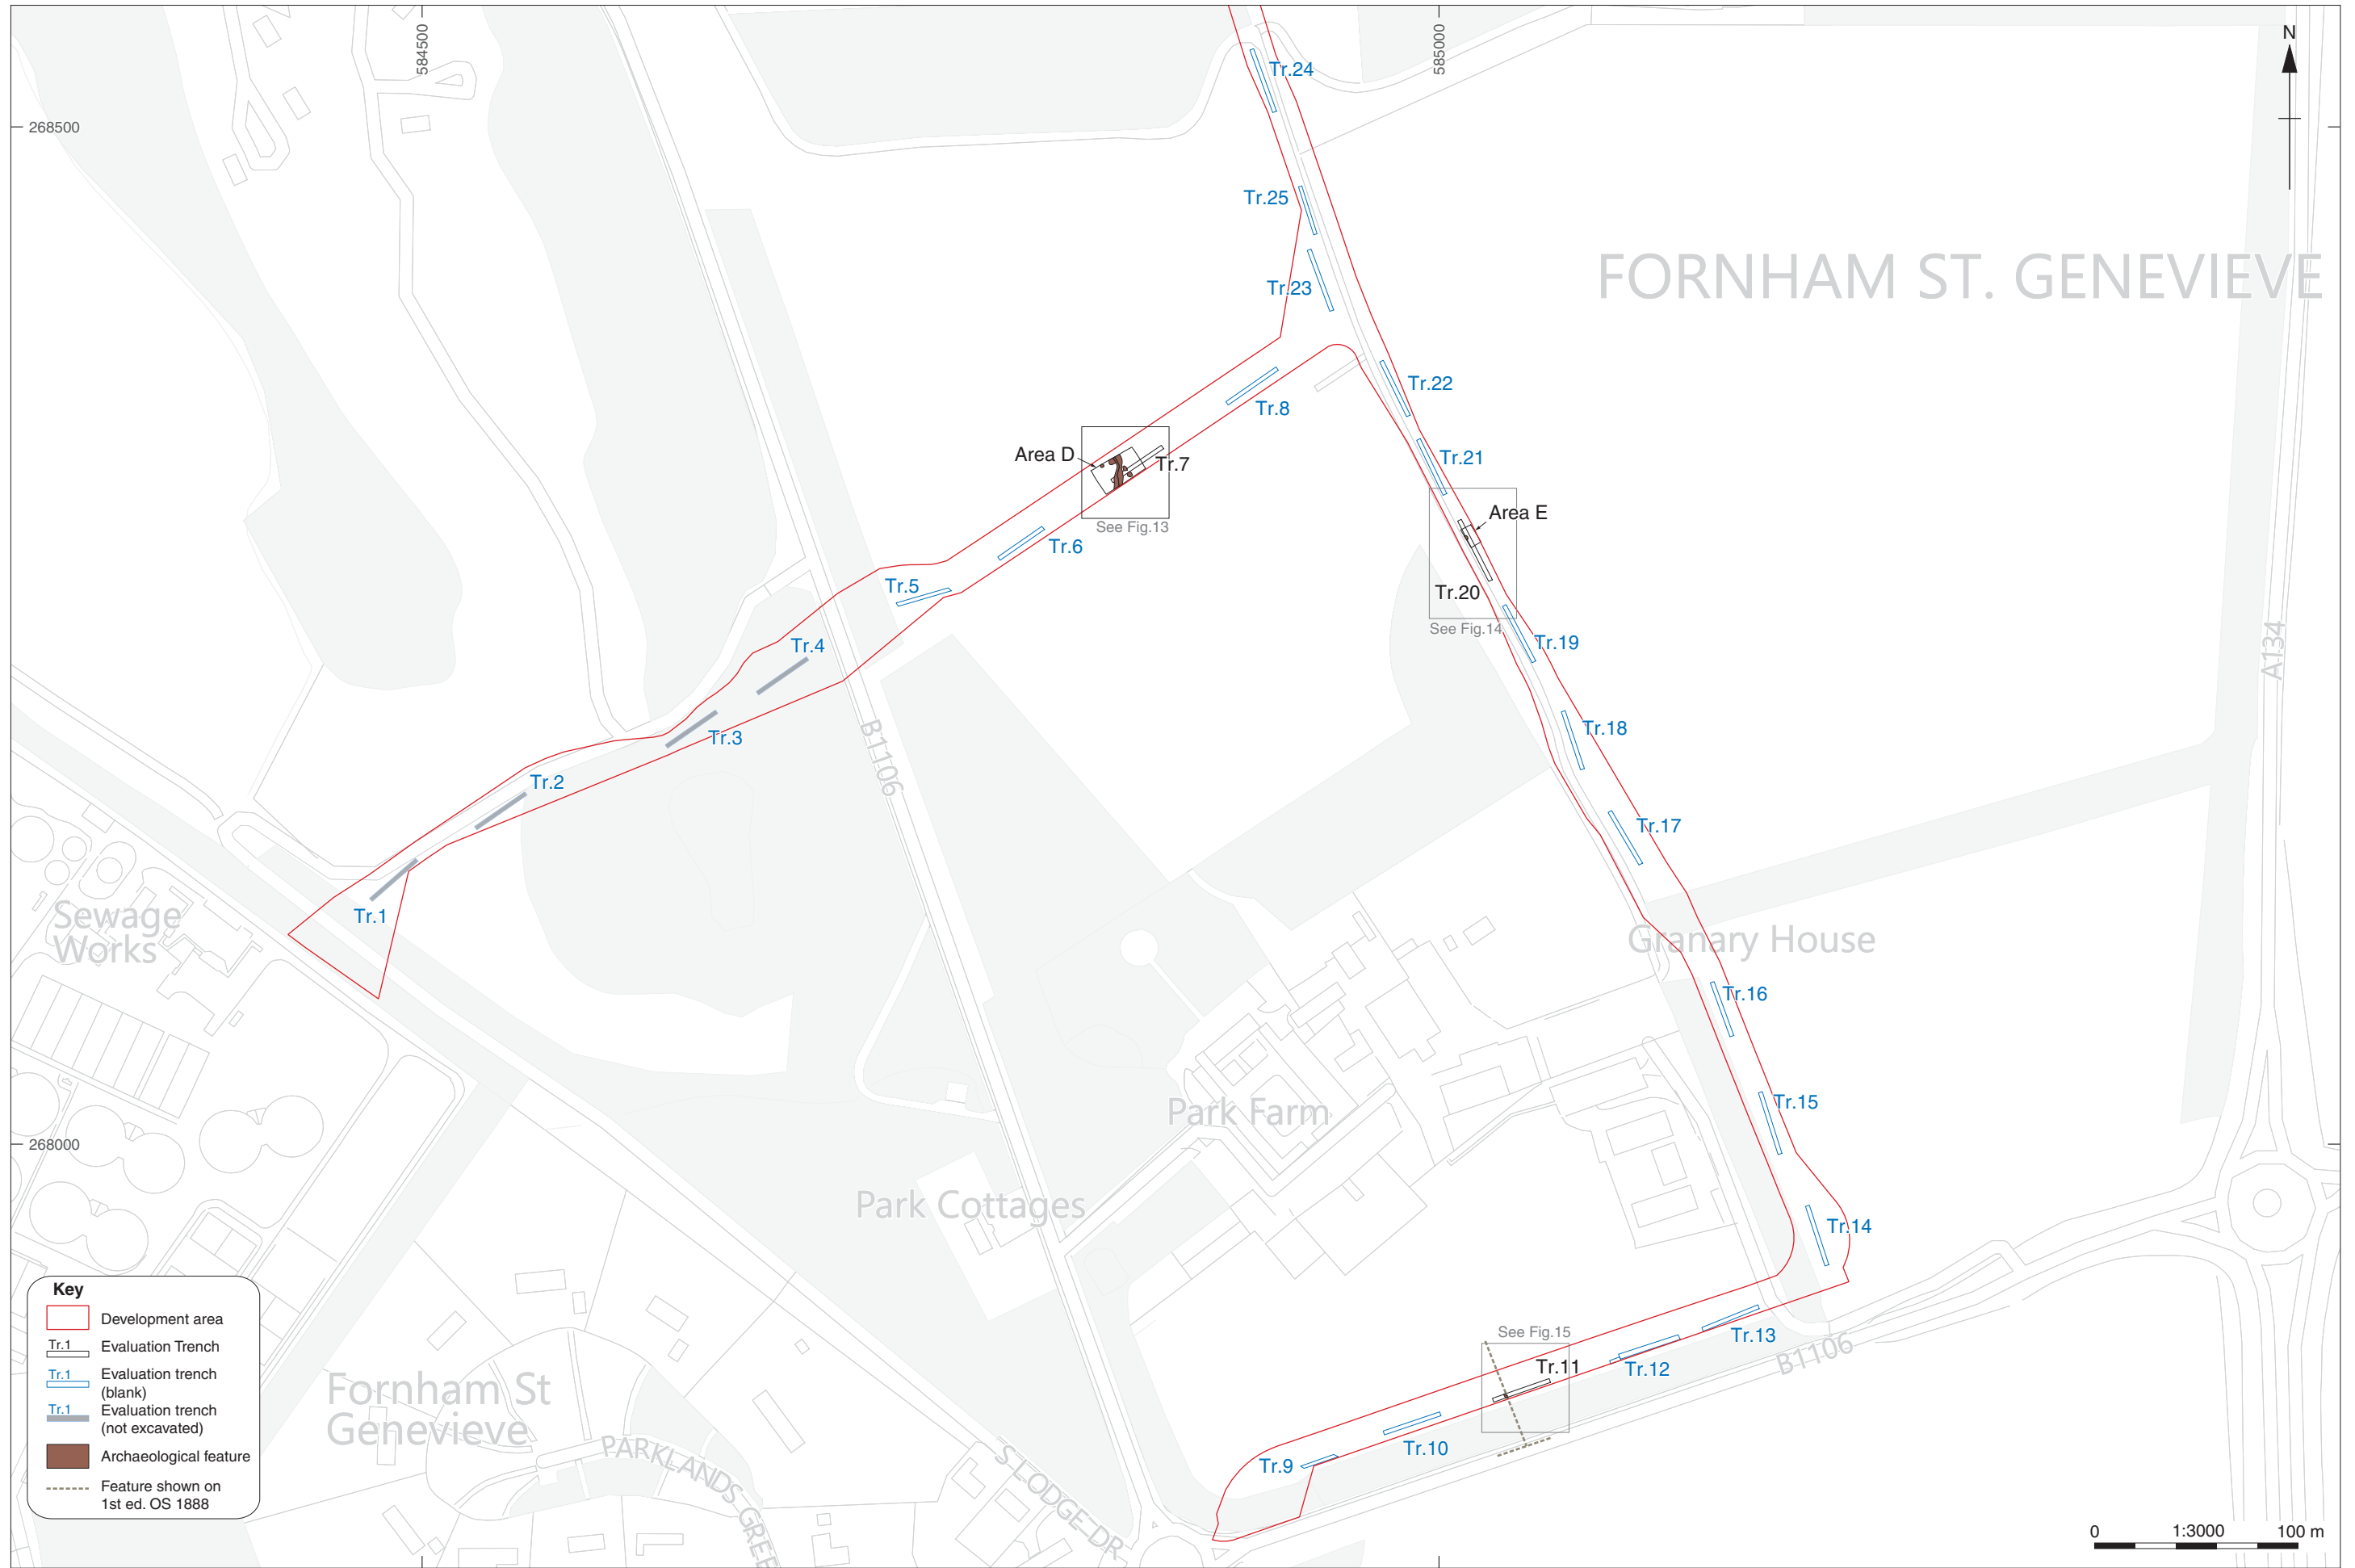 584500
585000
N
268500
Tr.24
Tr.25
FORNHAM ST. GENEVIEVE
Tr.23
Tr.22
Tr.8
Area D
Tr.7
Tr.21
See Fig.13
Area E
Tr.6
Tr.5
Tr.20
See Fig.14
Tr.19
A134
Tr.4
Tr.3
B1106
Tr.18
Tr.2
Tr.17
Tr.1
Sewage
Works
Granary House
Tr.16
Tr.15
Park Farm
268000
Park Cottages
Tr.14
Key
Development area
Tr.1
Evaluation Trench
Tr.1
Evaluation trench
(blank)
Tr.1
Evaluation trench
(not excavated)
Archaeological feature
Feature shown on
1st ed. OS 1888
See Fig.15
Tr.13
Tr.11
Tr.12
B1106
Fornham St
Genevieve
Tr.10
Tr.9
PARKLANDS GREE
S LODGE DR
0
1:3000
100 m